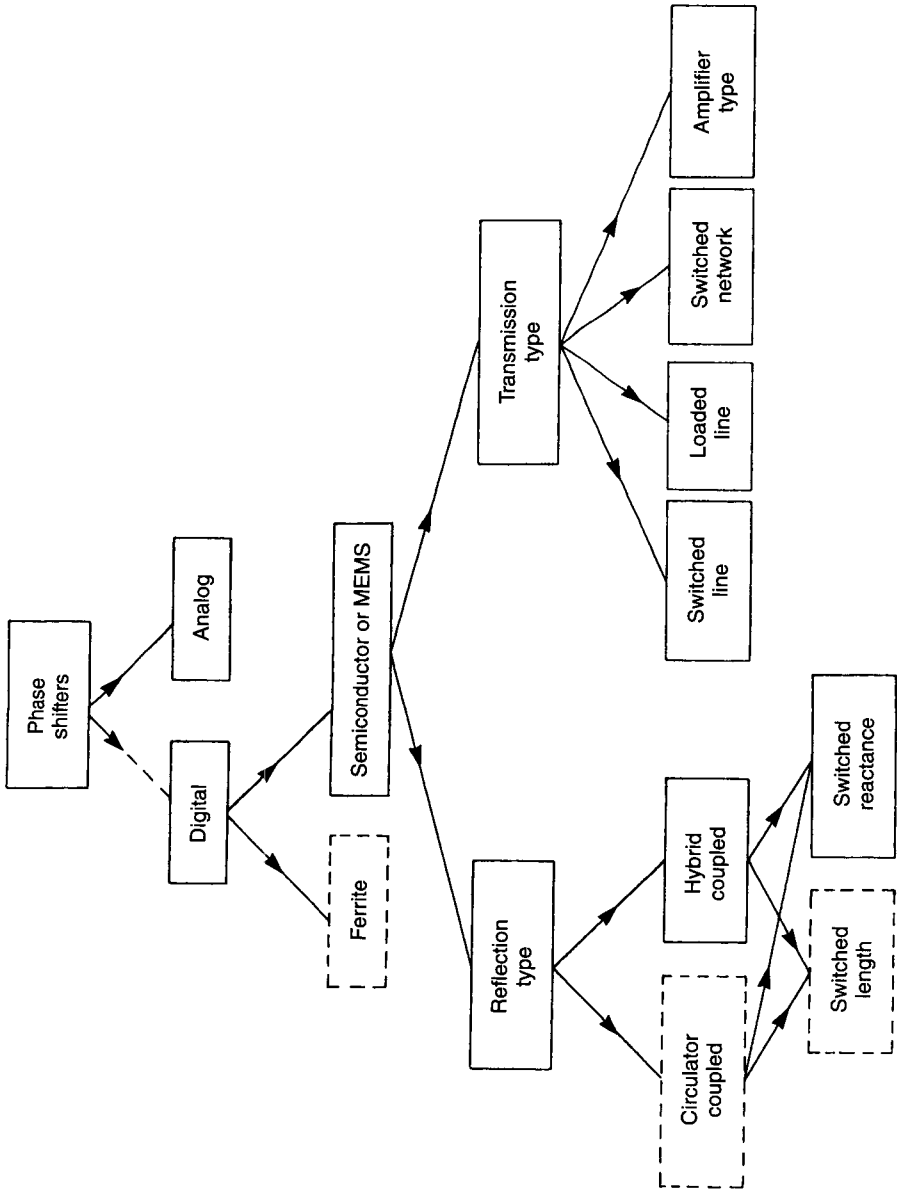 Phase
shifters
Digital
Analog
Ferrite
Semiconductor or MEMS
Reflection
type
Transmission
type
Circulator
coupled
Hybrid
coupled
Switched
line
Loaded
line
Switched
network
Amplifier
type
Switched
length
Switched
reactance